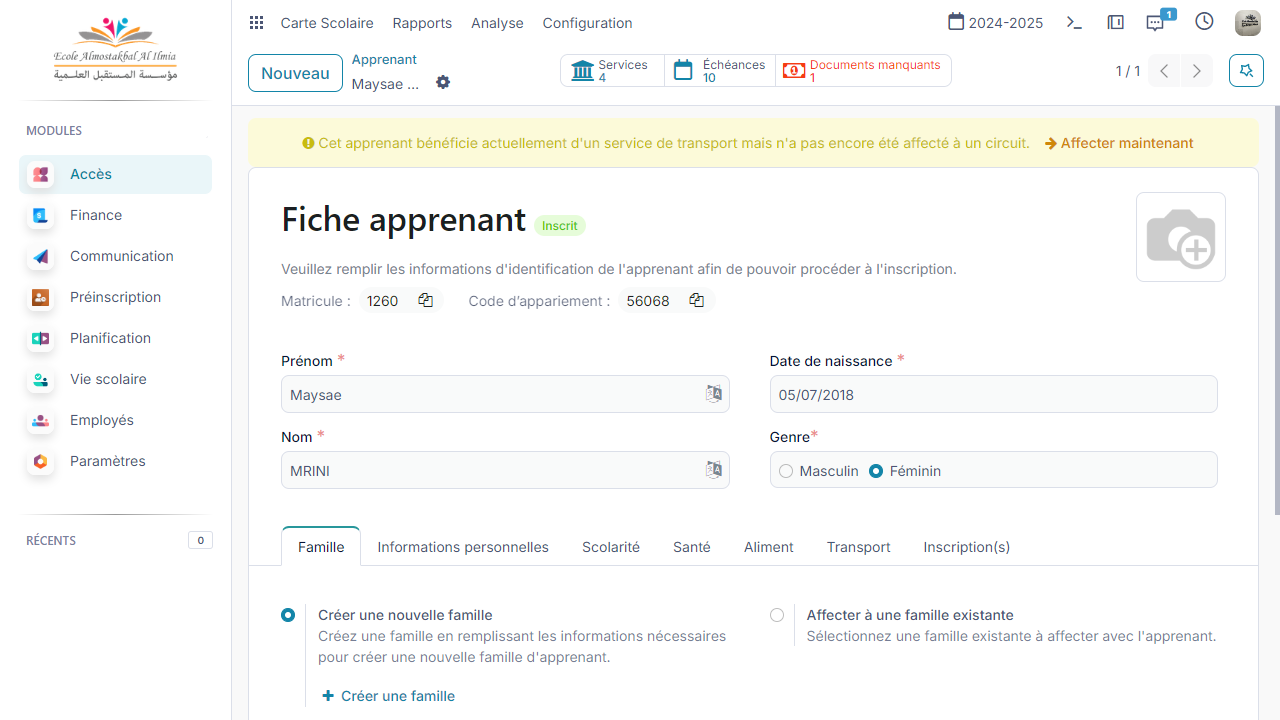 Ecole Almostakbal Al Ilmia
مؤسسة المستقبل العلمية
MODULES
Accès
Finance
Communication
Préinscription
Planification
Vie scolaire
Employés
Paramètres
RÉCENTS
0
Carte Scolaire
Rapports
Analyse
Configuration
2024-2025
1
Nouveau
Apprenant
Maysae ...
Services
4
Échéances
10
Documents manquants
1
1 / 1
Cet apprenant bénéficie actuellement d'un service de transport mais n'a pas encore été affecté à un circuit.
Affecter maintenant
Fiche apprenant
Inscrit
Veuillez remplir les informations d'identification de l'apprenant afin de pouvoir procéder à l'inscription.
Matricule : 1260
Code d'appariement : 56068
Prénom *
Maysae
Date de naissance *
05/07/2018
Nom *
MRINI
Genre*
Masculin
Féminin
Famille
Informations personnelles
Scolarité
Santé
Aliment
Transport
Inscription(s)
Créer une nouvelle famille
Créez une famille en remplissant les informations nécessaires
pour créer une nouvelle famille d'apprenant.
Créer une famille
Affecter à une famille existante
Sélectionnez une famille existante à affecter avec l'apprenant.